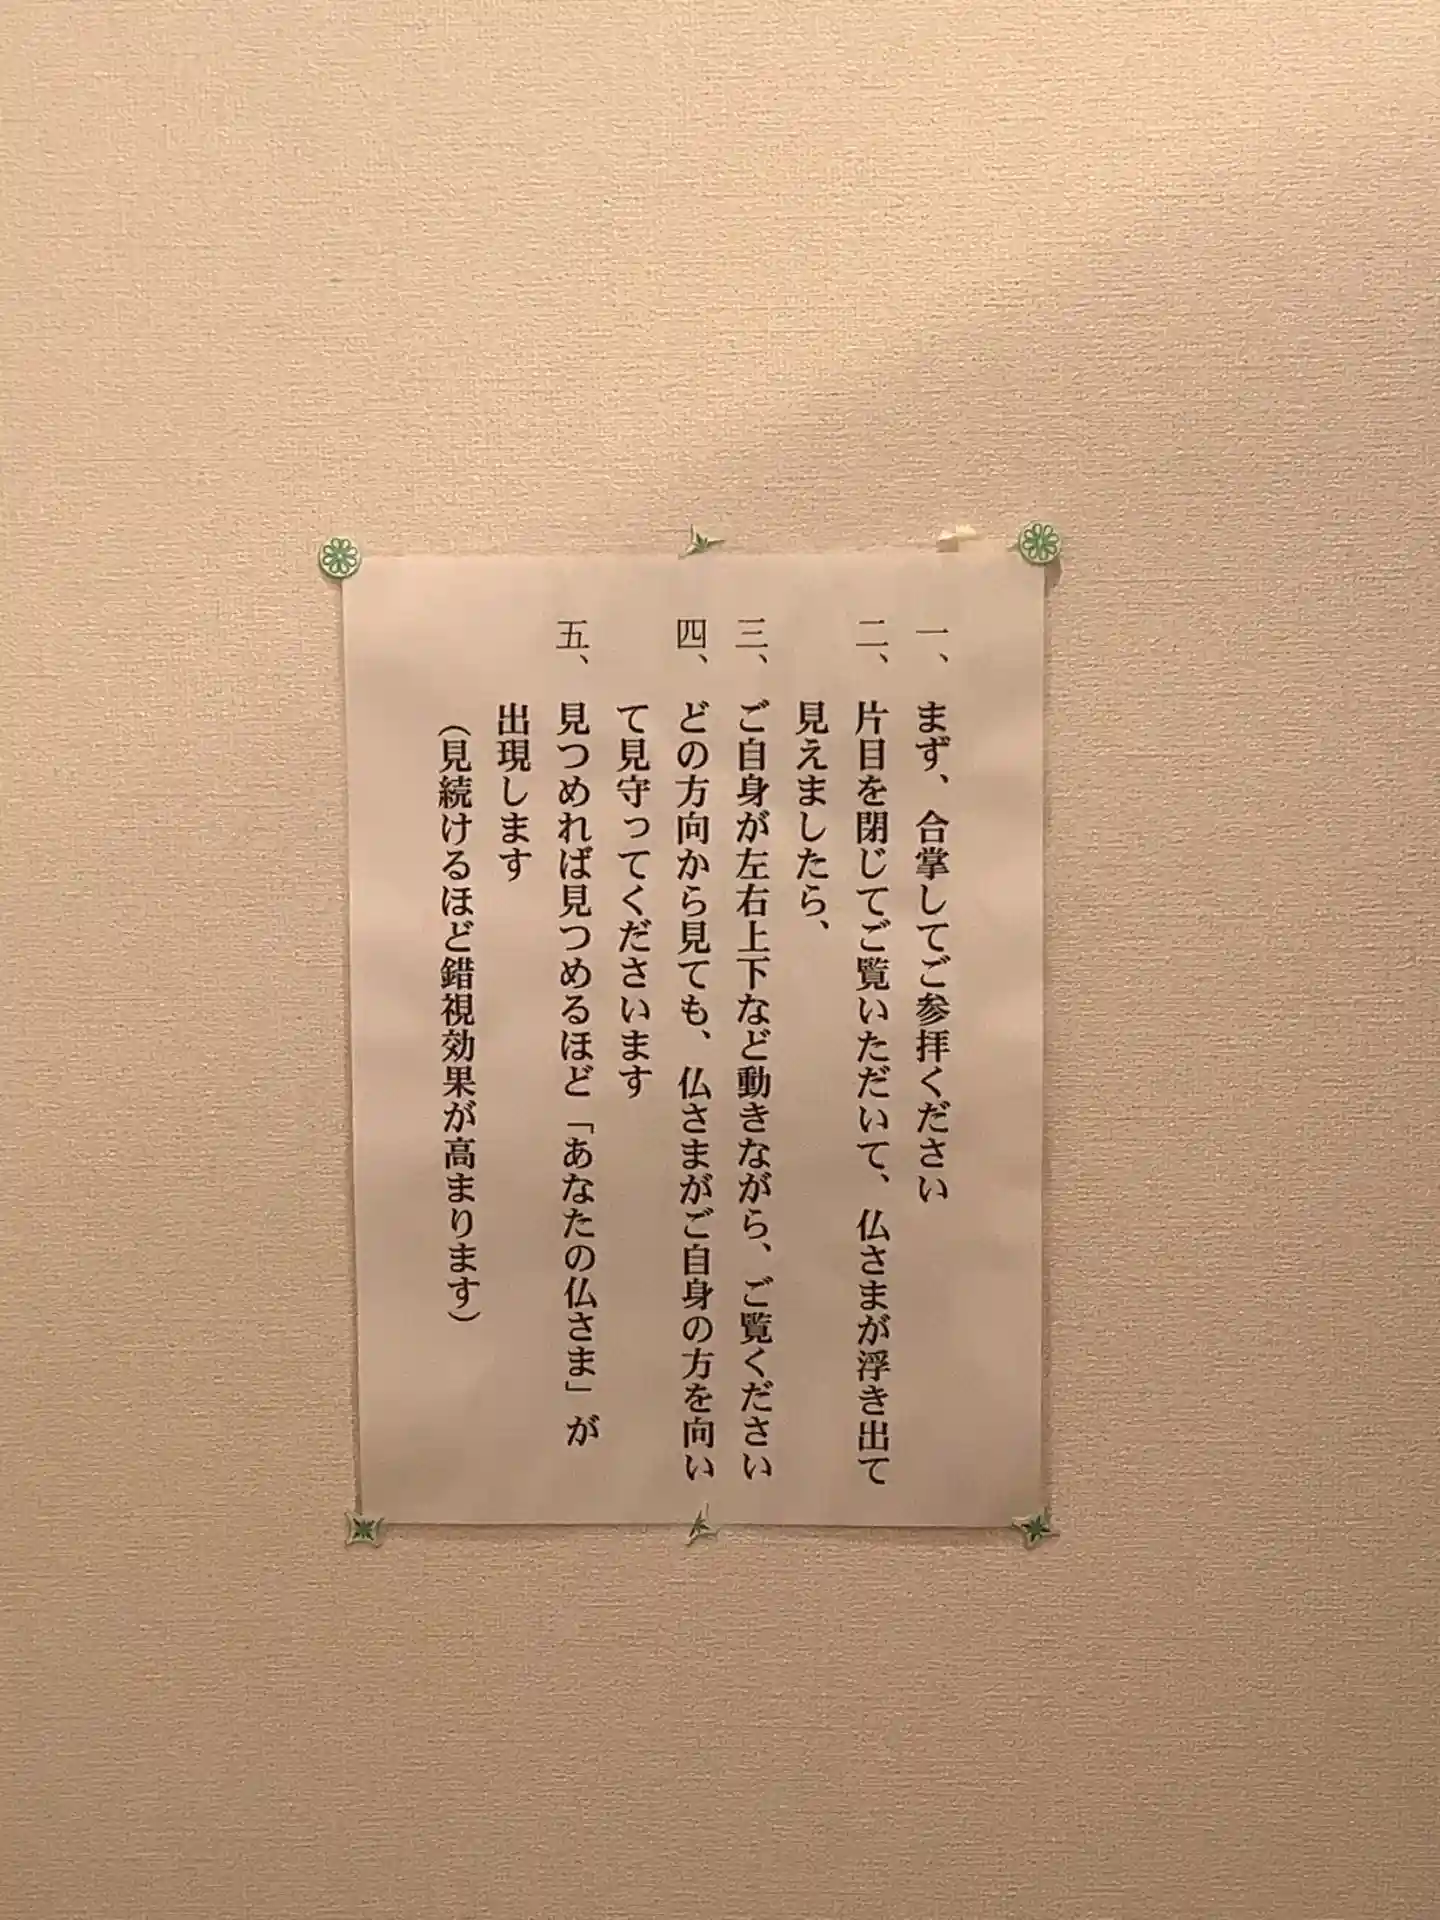 一、まず、合掌してご参拝ください
二、片目を閉じてご覧いただいて、仏さまが浮き出て
見えましたら、
三、ご自身が左右上下など動きながら、ご覧ください
四、どの方向から見ても、仏さまがご自身の方を向い
て見守ってくださいます
五、見つめれば見つめるほど「あなたの仏さま」が
出現します
（見続けるほど錯視効果が高まります）